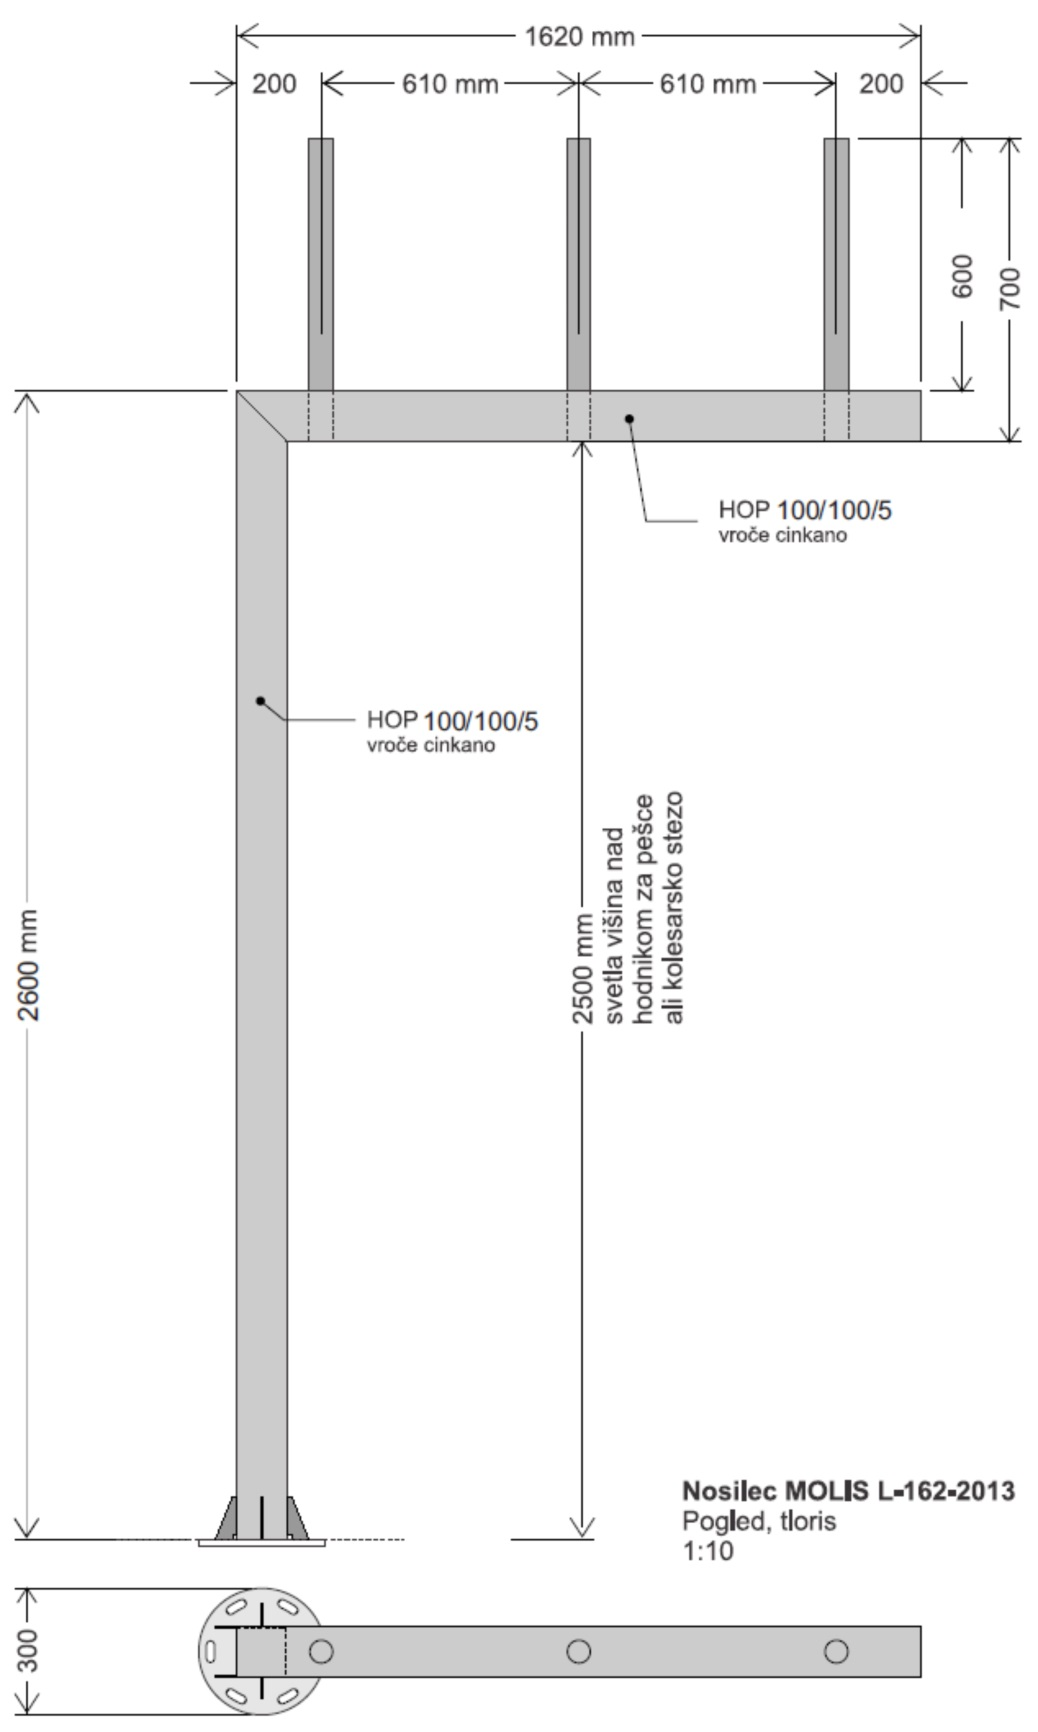 1620 mm
200
610 mm
610 mm
200
600
700
HOP 100/100/5
vroče cinkano
HOP 100/100/5
vroče cinkano
2600 mm
2500 mm
svetla višina nad
hodnikom za pešce
ali kolesarsko stezo
Nosilec MOLIS L-162-2013
Pogled, tloris
1:10
300